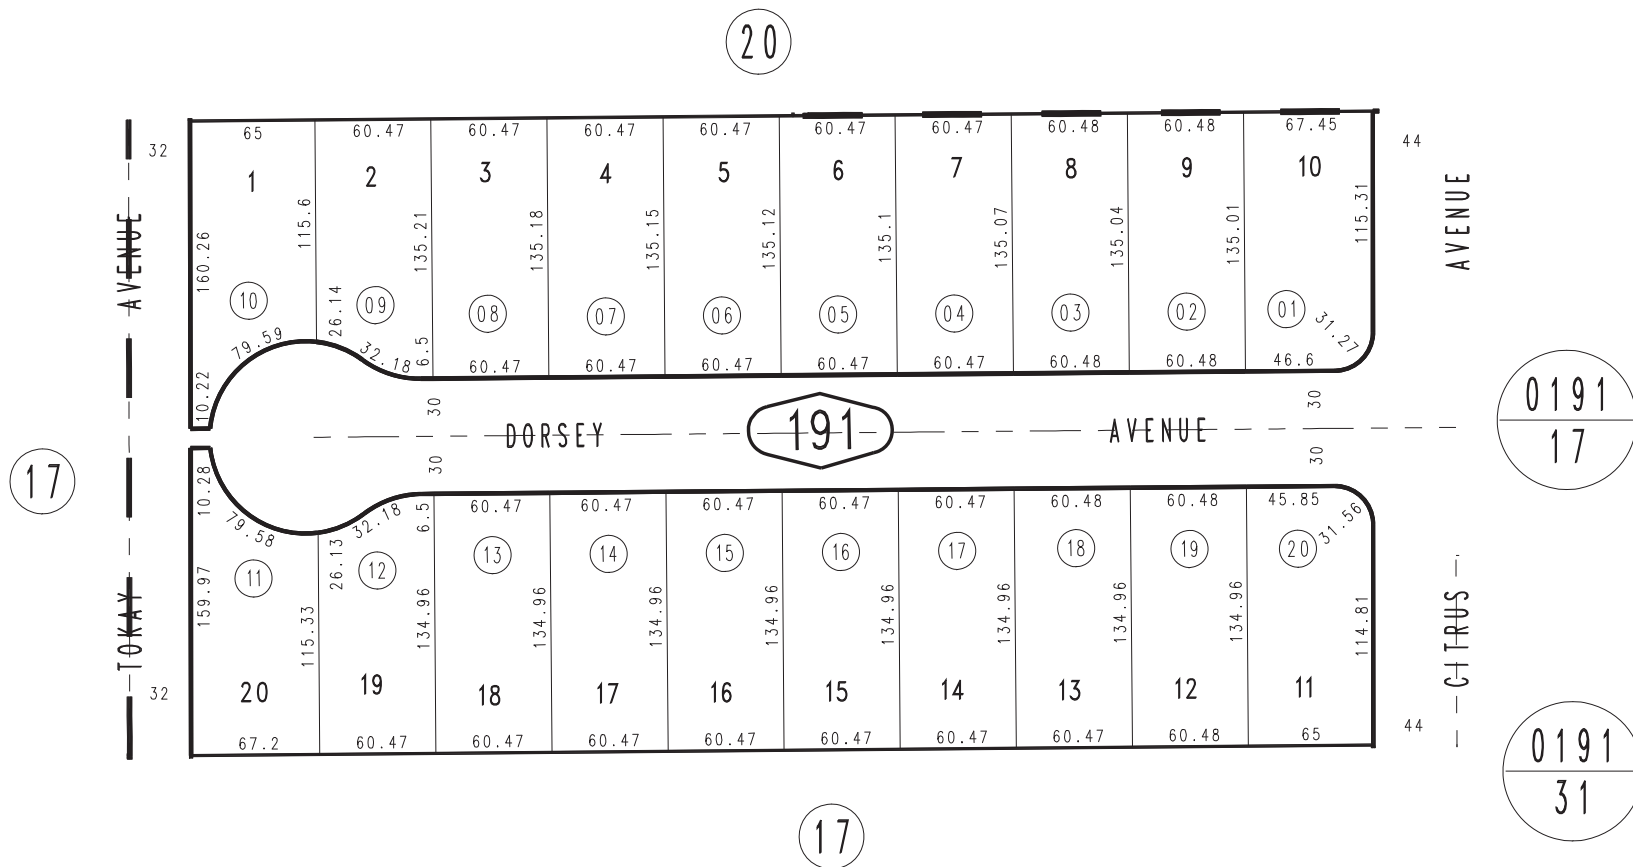 20
65 60.47 60.47 60.47 60.47 60.47 60.47 60.48 60.48 67.45
32 44
1 2 3 4 5 6 7 8 9 10
AVENUE
160.26 115.6 135.21 135.18 135.15 135.12 135.1 135.07 135.04 135.01 115.31
AVENUE
10 09 08 07 06 05 04 03 02 01
79.59 26.14 32.18 6.5 31.27
60.47 60.47 60.47 60.47 60.47 60.48 60.48 46.6
10.22
30 30
0191
17
DORSEY 191 AVENUE
30 30
17
10.28
79.58 32.18 6.5 60.47 60.47 60.47 60.47 60.47 60.48 60.48 45.85 31.56
11 12 13 14 15 16 17 18 19 20
26.13
159.97 115.33 134.96 134.96 134.96 134.96 134.96 134.96 134.96 134.96 114.81
TOKAY
CITRUS
32 44
20 19 18 17 16 15 14 13 12 11
67.2 60.47 60.47 60.47 60.47 60.47 60.47 60.47 60.48 65
0191
31
17